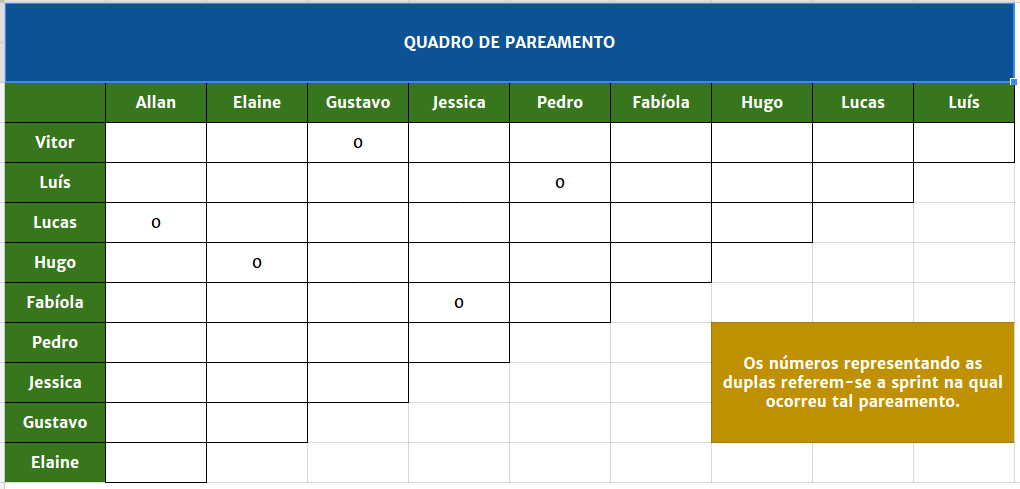 QUADRO DE PAREAMENTO
Allan Elaine Gustavo Jessica Pedro Fabíola Hugo Lucas Luís
Vitor 0
Luís 0
Lucas 0
Hugo 0
Fabíola 0
Pedro
Jessica
Gustavo
Elaine
Os números representando as
duplas referem-se a sprint na qual
ocorreu tal pareamento.